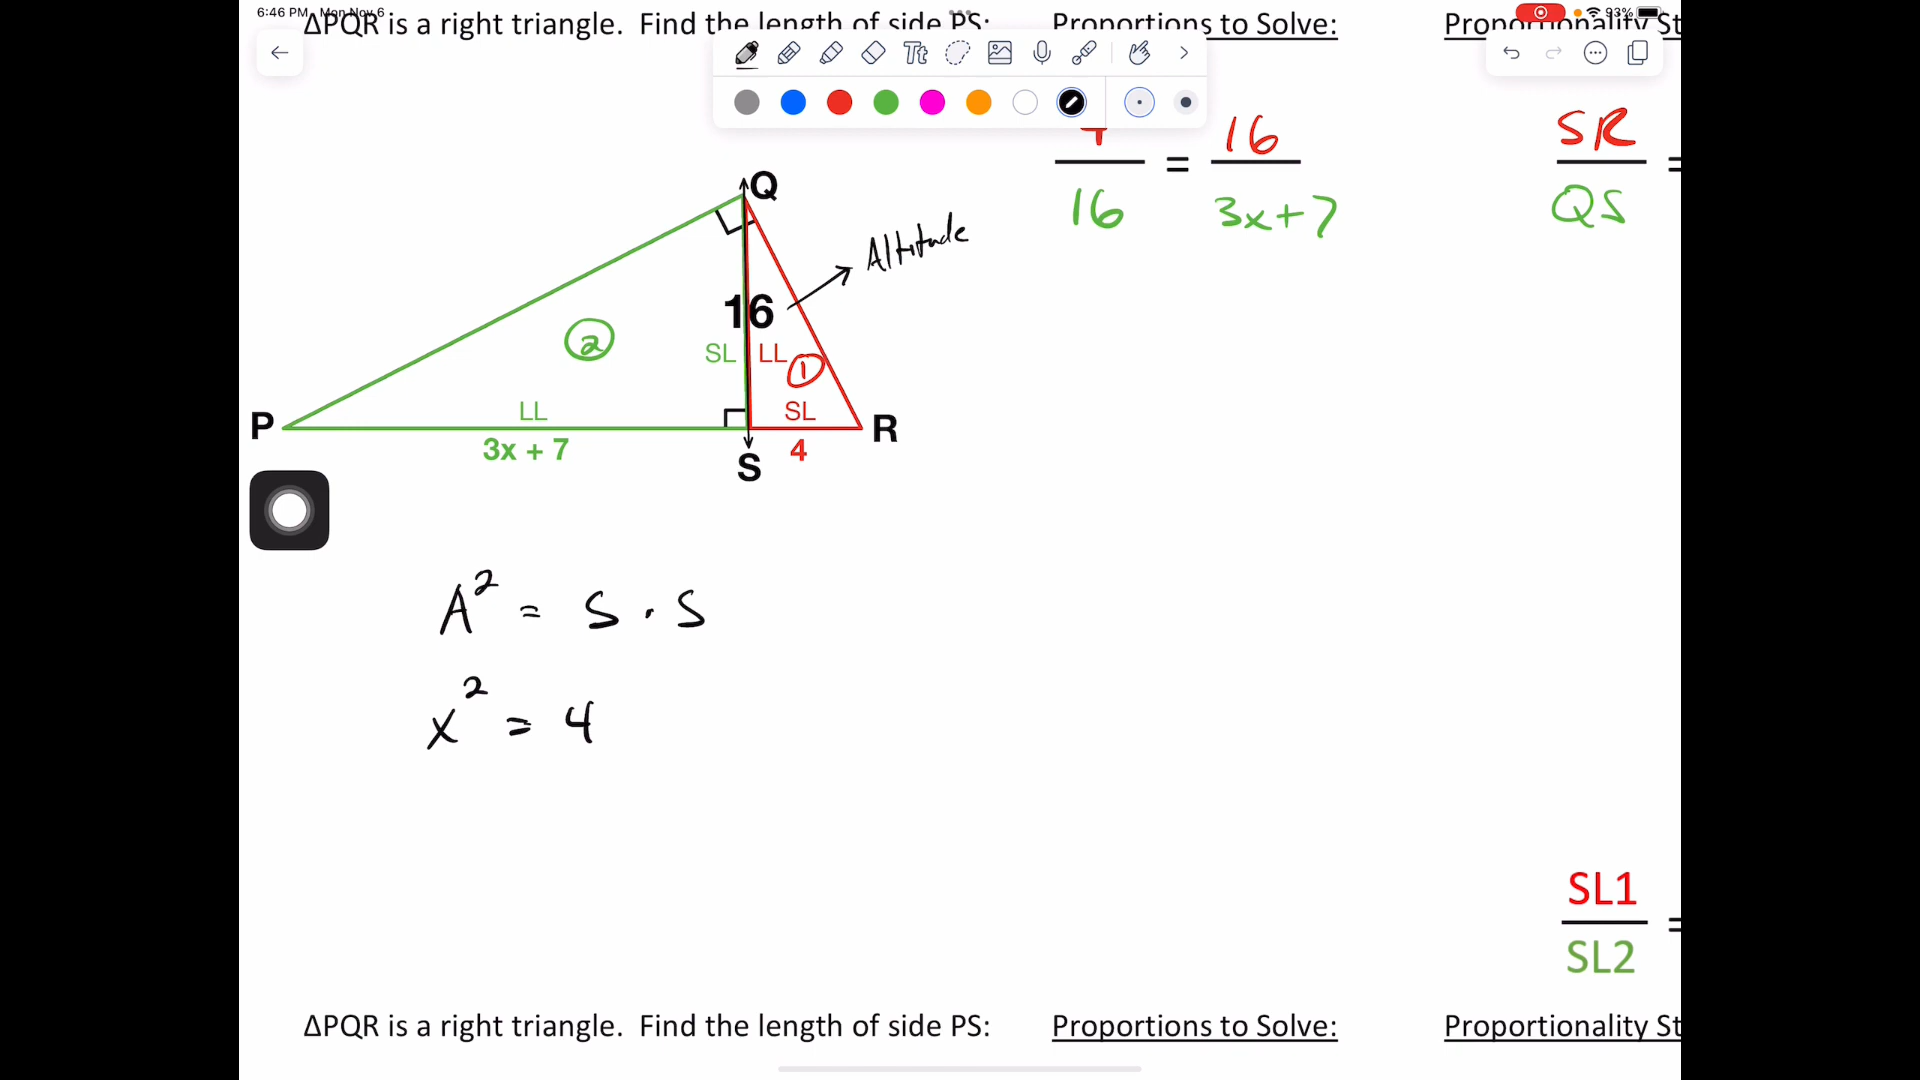 6:46 PM Mon Nov 6
93%
ΔPQR is a right triangle. Find the length of side PS:
Proportions to Solve:
Proportionality St
Tt
4 = 16
16 3x+7
SR =
QS
Q
Altitude
16
2
SL LL
1
P
LL
SL
R
3x + 7
4
S
A² = S · S
x² = 4
SL1 =
SL2
ΔPQR is a right triangle. Find the length of side PS:
Proportions to Solve:
Proportionality St